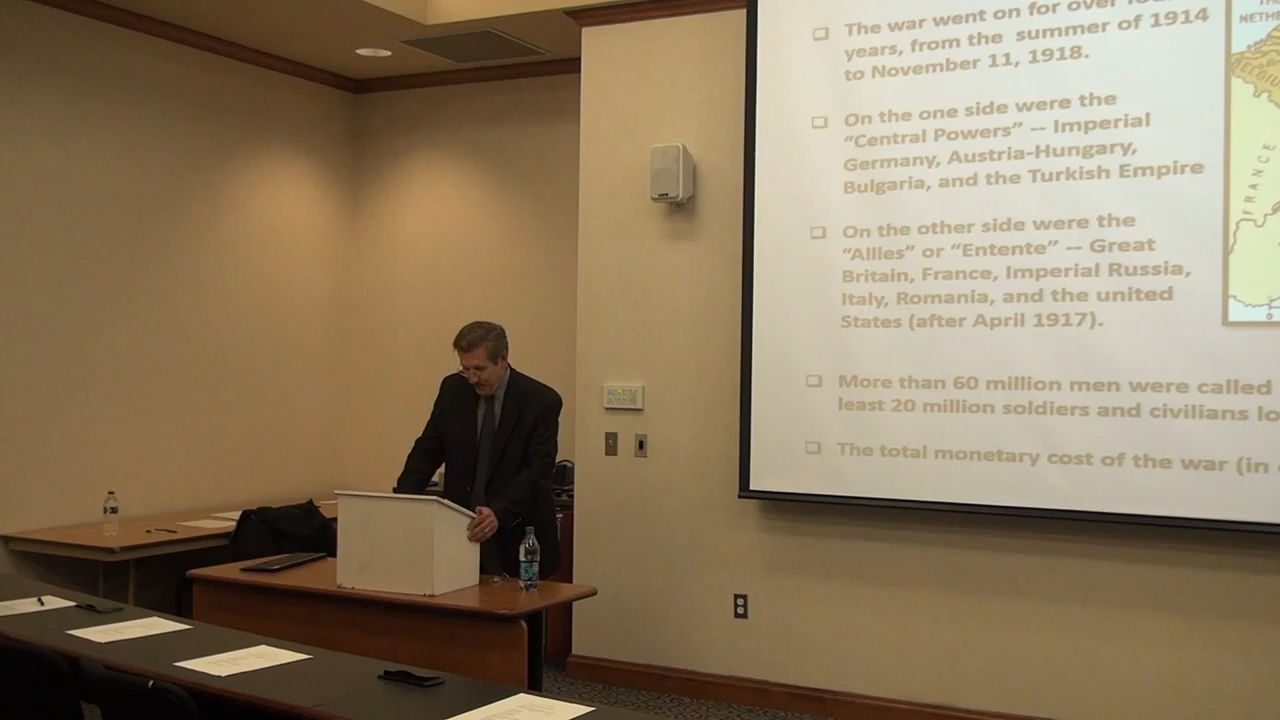 The war went on for over
years, from the summer of 1914
to November 11, 1918.
On the one side were the
“Central Powers” -- Imperial
Germany, Austria-Hungary,
Bulgaria, and the Turkish Empire
On the other side were the
“Allies” or “Entente” -- Great
Britain, France, Imperial Russia,
Italy, Romania, and the united
States (after April 1917).
More than 60 million men were called
least 20 million soldiers and civilians lo
The total monetary cost of the war (in
NETH
FRANCE